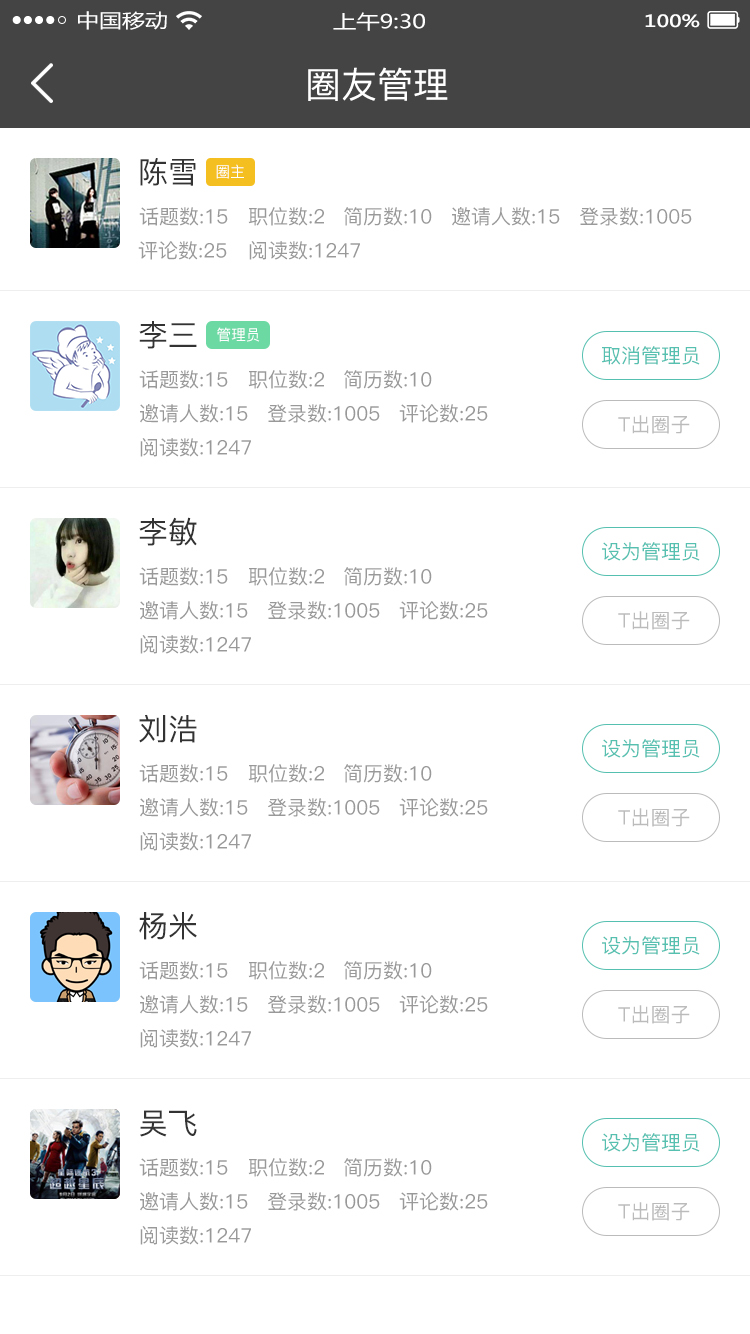 中国移动 上午9:30 100%
圈友管理
陈雪 圈主
话题数:15 职位数:2 简历数:10 邀请人数:15 登录数:1005
评论数:25 阅读数:1247
李三 管理员
话题数:15 职位数:2 简历数:10
邀请人数:15 登录数:1005 评论数:25
阅读数:1247
取消管理员
T出圈子
李敏
话题数:15 职位数:2 简历数:10
邀请人数:15 登录数:1005 评论数:25
阅读数:1247
设为管理员
T出圈子
刘浩
话题数:15 职位数:2 简历数:10
邀请人数:15 登录数:1005 评论数:25
阅读数:1247
设为管理员
T出圈子
杨米
话题数:15 职位数:2 简历数:10
邀请人数:15 登录数:1005 评论数:25
阅读数:1247
设为管理员
T出圈子
吴飞
话题数:15 职位数:2 简历数:10
邀请人数:15 登录数:1005 评论数:25
阅读数:1247
设为管理员
T出圈子